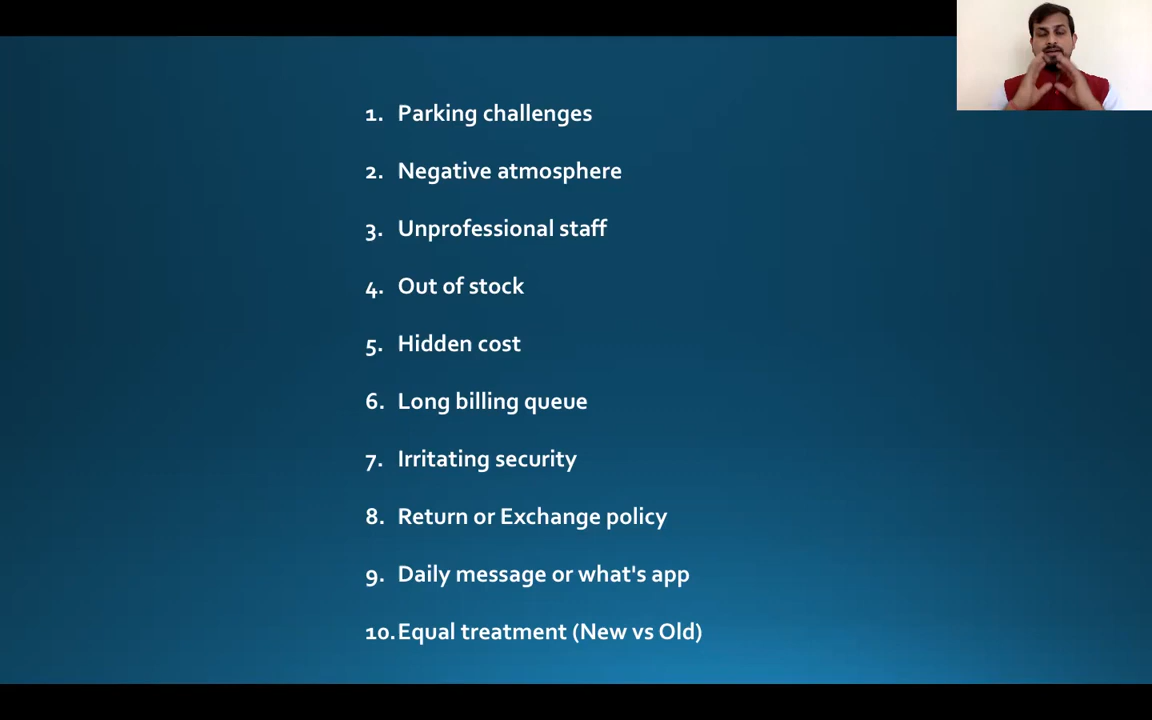 1. Parking challenges
2. Negative atmosphere
3. Unprofessional staff
4. Out of stock
5. Hidden cost
6. Long billing queue
7. Irritating security
8. Return or Exchange policy
9. Daily message or what's app
10. Equal treatment (New vs Old)